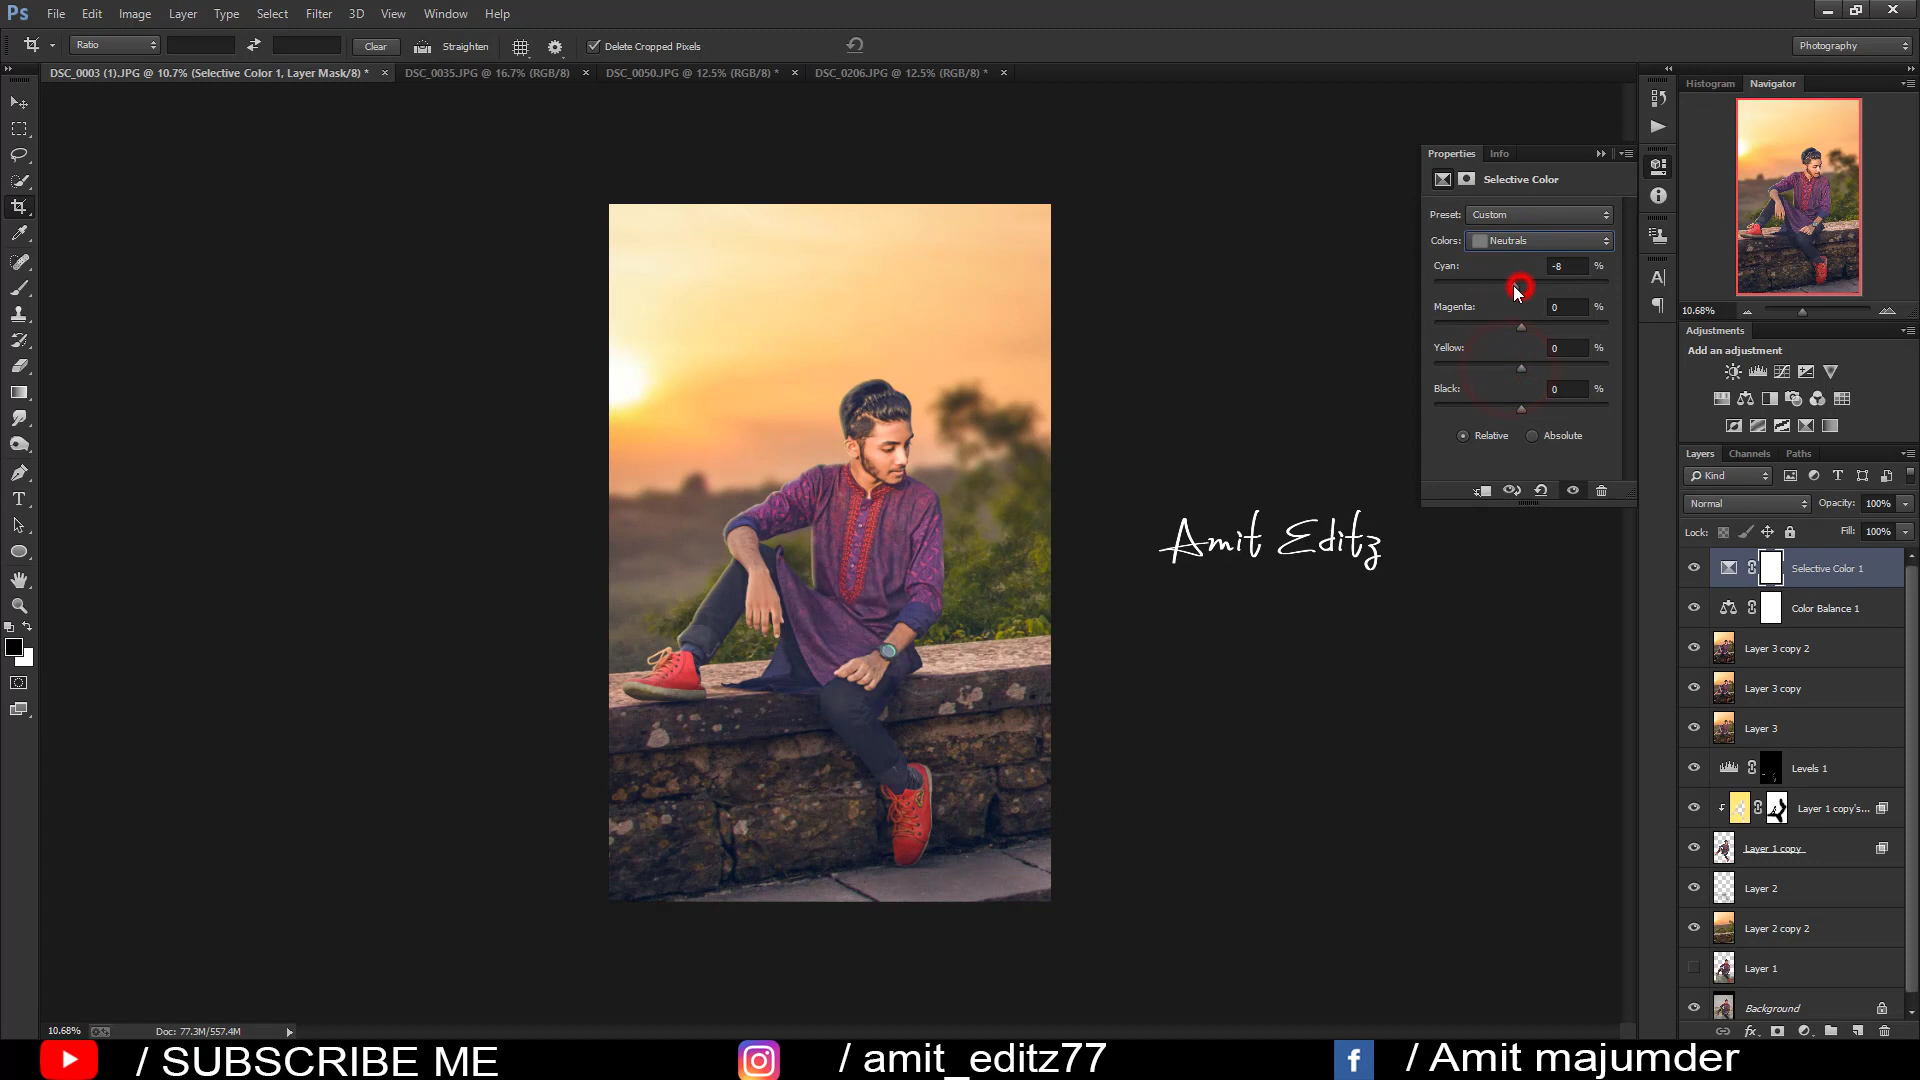 Ps File Edit Image Layer Type Select Filter 3D View Window Help
Ratio Clear Straighten Delete Cropped Pixels Photography
DSC_0003 (1).JPG @ 10.7% (Selective Color 1, Layer Mask/8) * × DSC_0035.JPG @ 16.7% (RGB/8) × DSC_0050.JPG @ 12.5% (RGB/8) * × DSC_0206.JPG @ 12.5% (RGB/8) * ×
Histogram Navigator
Properties Info
Selective Color
Preset: Custom
Colors: Neutrals
Cyan: -8 %
Magenta: 0 %
Yellow: 0 %
Black: 0 %
Relative Absolute
10.68%
Adjustments
Add an adjustment
Layers Channels Paths
Kind
Normal Opacity: 100%
Lock: Fill: 100%
Selective Color 1
Color Balance 1
Layer 3 copy 2
Layer 3 copy
Layer 3
Levels 1
Layer 1 copy's...
Layer 1 copy
Layer 2
Layer 2 copy 2
Layer 1
Background
Amit Editz
10.68% Doc: 77.3M/557.4M
/ SUBSCRIBE ME / amit_editz77 / Amit majumder